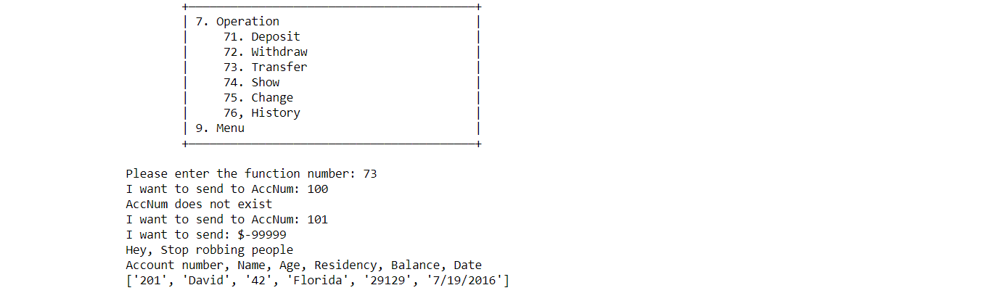 +—————————————————————————————————————————+
| 7. Operation |
| 71. Deposit |
| 72. Withdraw |
| 73. Transfer |
| 74. Show |
| 75. Change |
| 76, History |
| 9. Menu |
+—————————————————————————————————————————+
Please enter the function number: 73
I want to send to AccNum: 100
AccNum does not exist
I want to send to AccNum: 101
I want to send: $-99999
Hey, Stop robbing people
Account number, Name, Age, Residency, Balance, Date
['201', 'David', '42', 'Florida', '29129', '7/19/2016']